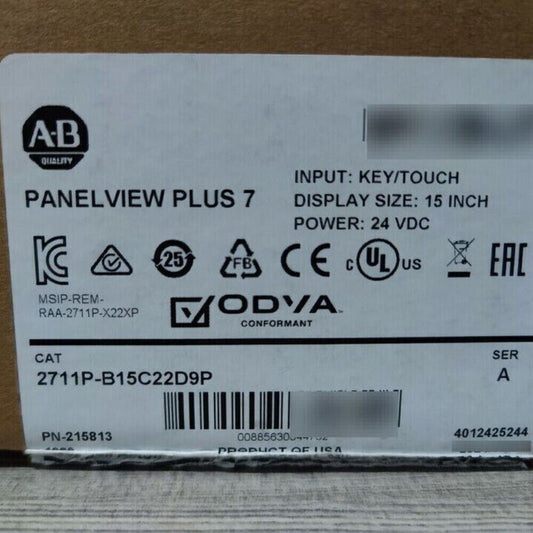 A-B
QUALITY
PANELVIEW PLUS 7
INPUT: KEY/TOUCH
DISPLAY SIZE: 15 INCH
POWER: 24 VDC
25
FB
CE
C UL US
EAC
MSIP-REM-
RAA-2711P-X22XP
ODVA
CONFORMANT
CAT
2711P-B15C22D9P
SER
A
PN-215813
4012425244
PRODUCT OF USA